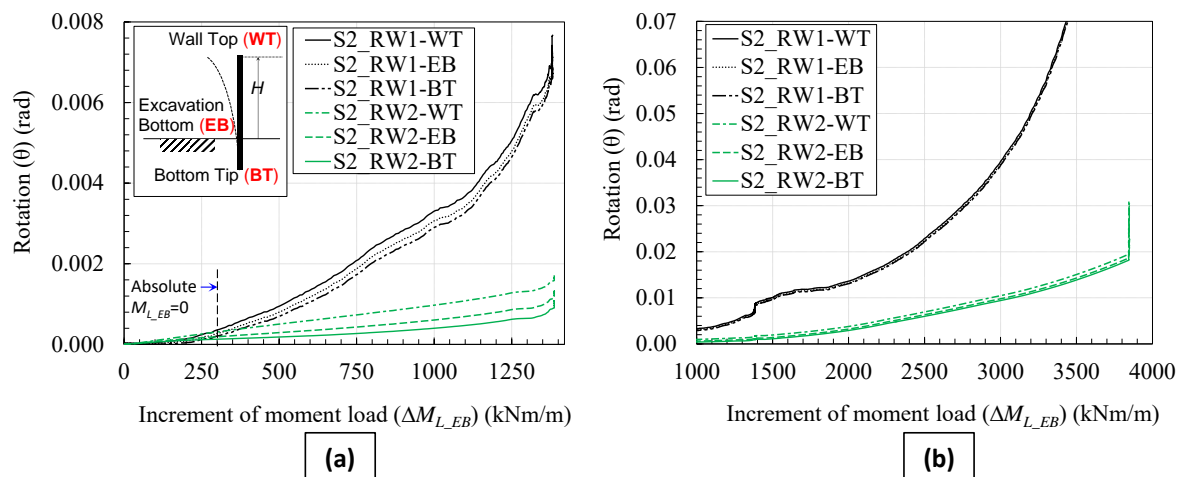 0.008
0.006
0.004
0.002
0.000
Rotation (θ) (rad)
Wall Top (WT)
H
Excavation
Bottom (EB)
Bottom Tip (BT)
S2_RW1-WT
S2_RW1-EB
S2_RW1-BT
S2_RW2-WT
S2_RW2-EB
S2_RW2-BT
Absolute
M_L_EB=0
0 250 500 750 1000 1250
Increment of moment load (ΔM_L_EB) (kNm/m)
(a)
0.07
0.06
0.05
0.04
0.03
0.02
0.01
0.00
Rotation (θ) (rad)
S2_RW1-WT
S2_RW1-EB
S2_RW1-BT
S2_RW2-WT
S2_RW2-EB
S2_RW2-BT
1000 1500 2000 2500 3000 3500 4000
Increment of moment load (ΔM_L_EB) (kNm/m)
(b)